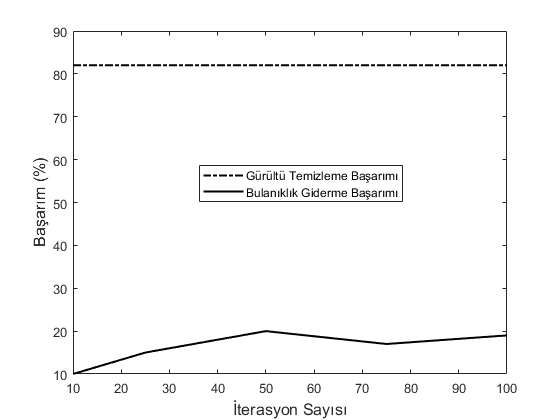 90
80
70
60
50
40
30
20
10
Başarım (%)
Gürültü Temizleme Başarımı
Bulanıklık Giderme Başarımı
10 20 30 40 50 60 70 80 90 100
İterasyon Sayısı